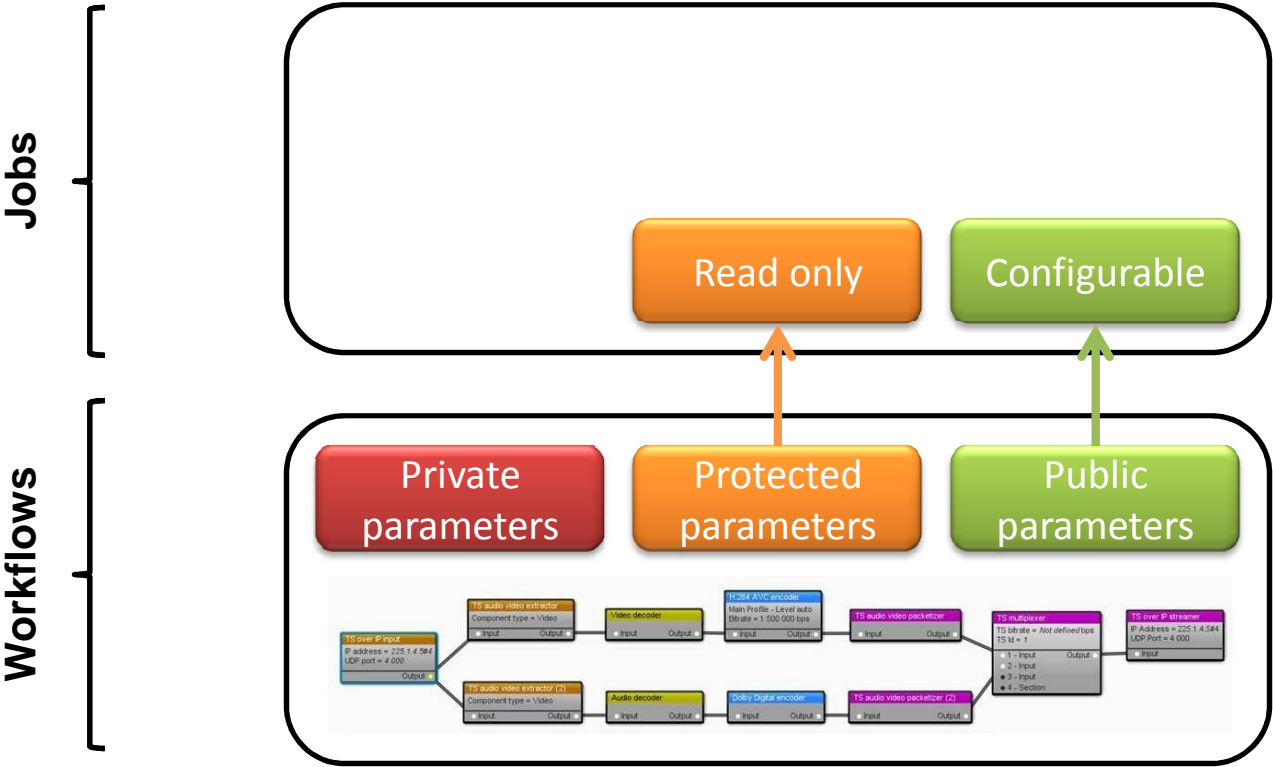 Jobs
Read only
Configurable
Workflows
Private
parameters
Protected
parameters
Public
parameters
TS over IP input
IP address = 225.1.4.5#4
UDP port = 4 000
Output
TS audio video extractor
Component type = Video
Input Output
Video decoder
Input Output
H.264 AVC encoder
Main Profile - Level auto
Bitrate = 1 500 000 bps
Input Output
TS audio video packetizer
Input Output
TS multiplexer
TS bitrate = Not defined bps
TS Id = 1
1 - Input Output
2 - Input
3 - Input
4 - Section
TS over IP streamer
IP Address = 225.1.4.5#4
UDP Port = 4 000
Input
TS audio video extractor (2)
Component type = Video
Input Output
Audio decoder
Input Output
Dolby Digital encoder
Input Output
TS audio video packetizer (2)
Input Output